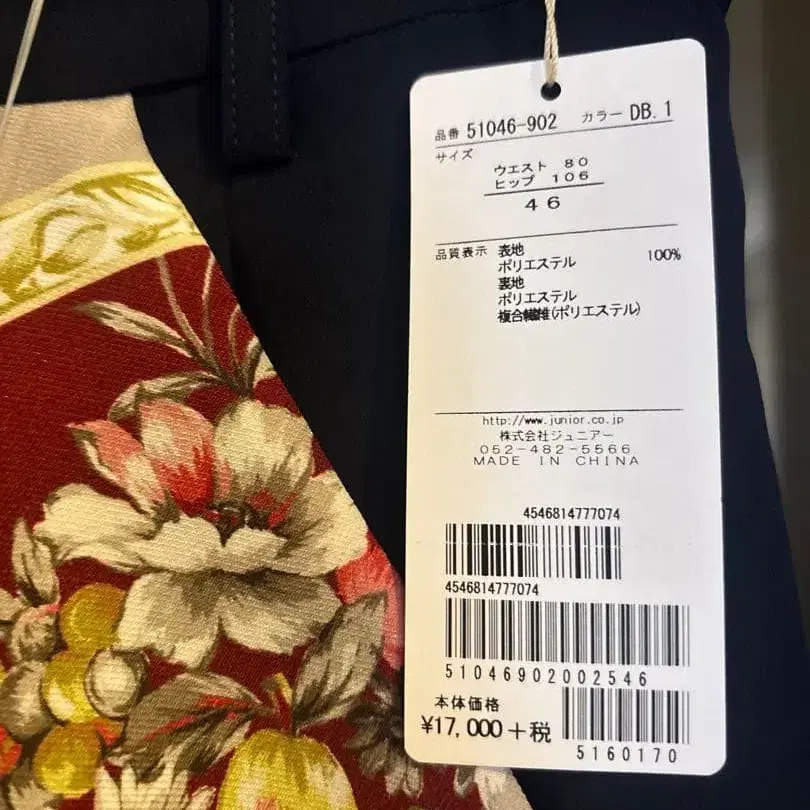 品番 51046-902 カラー DB.1
サイズ
ウエスト 80
ヒップ 106
46
品質表示 表地
ポリエステル 100%
裏地
ポリエステル
複合繊維(ポリエステル)
http://www.junior.co.jp
株式会社ジュニアー
052-482-5566
MADE IN CHINA
4546814777074
4546814777074
51046902002546
本体価格
¥17,000+税
5160170